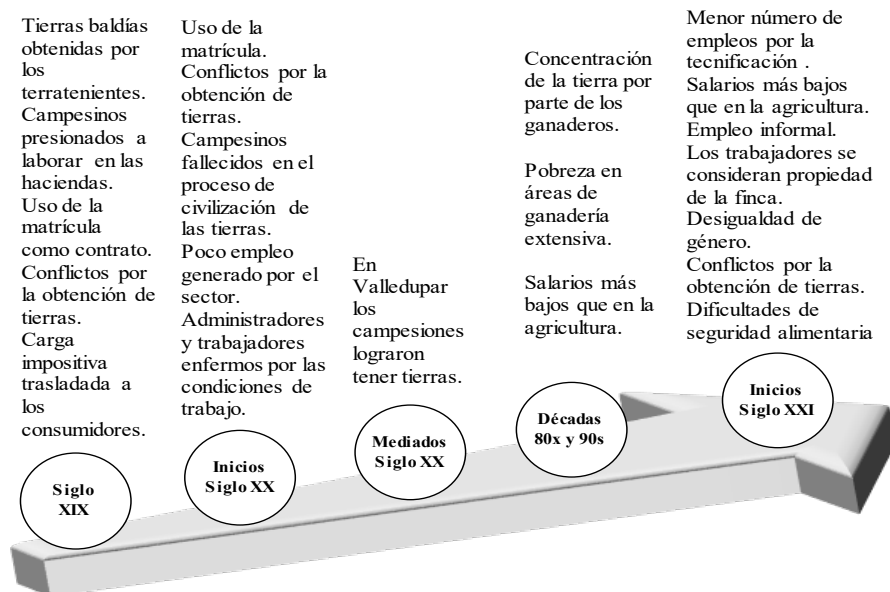 Tierras baldías
obtenidas por
los
terratenientes.
Campesinos
presionados a
laborar en las
haciendas.
Uso de la
matrícula
como contrato.
Conflictos por
la obtención de
tierras.
Carga
impositiva
trasladada a
los
consumidores.
Siglo
XIX
Uso de la
matrícula.
Conflictos por la
obtención de
tierras.
Campesinos
fallecidos en el
proceso de
civilización de
las tierras.
Poco empleo
generado por el
sector.
Administradores
y trabajadores
enfermos por las
condiciones de
trabajo.
Inicios
Siglo XX
En
Valledupar
los
campesiones
lograron
tener tierras.
Mediados
Siglo XX
Concentración
de la tierra por
parte de los
ganaderos.
Pobreza en
áreas de
ganadería
extensiva.
Salarios más
bajos que en la
agricultura.
Décadas
80x y 90s
Menor número de
empleos por la
tecnificación .
Salarios más bajos
que en la agricultura.
Empleo informal.
Los trabajadores se
consideran propiedad
de la finca.
Desigualdad de
género.
Conflictos por la
obtención de tierras.
Dificultades de
seguridad alimentaria
Inicios
Siglo XXI